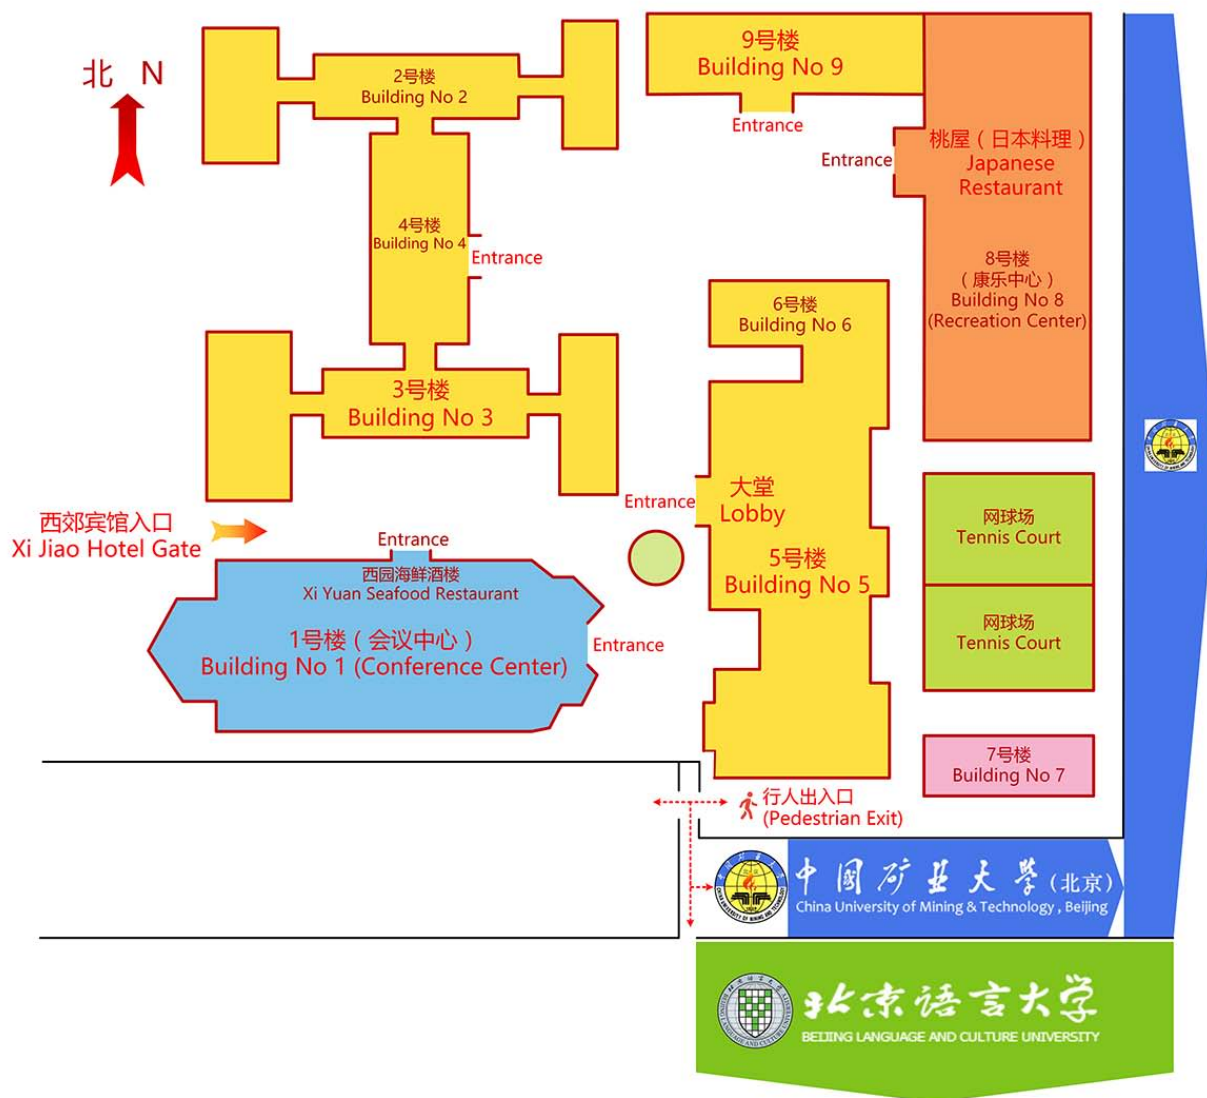 北 N
2号楼
Building No 2
9号楼
Building No 9
Entrance
桃屋（日本料理）
Japanese
Restaurant
Entrance
4号楼
Building No 4
Entrance
8号楼
（康乐中心）
Building No 8
(Recreation Center)
6号楼
Building No 6
3号楼
Building No 3
西郊宾馆入口
Xi Jiao Hotel Gate
Entrance
大堂
Lobby
网球场
Tennis Court
Entrance
西园海鲜酒楼
Xi Yuan Seafood Restaurant
5号楼
Building No 5
1号楼（会议中心）
Building No 1 (Conference Center)
Entrance
网球场
Tennis Court
7号楼
Building No 7
行人出入口
(Pedestrian Exit)
中国矿业大学(北京)
China University of Mining & Technology , Beijing
北京语言大学
BEIJING LANGUAGE AND CULTURE UNIVERSITY